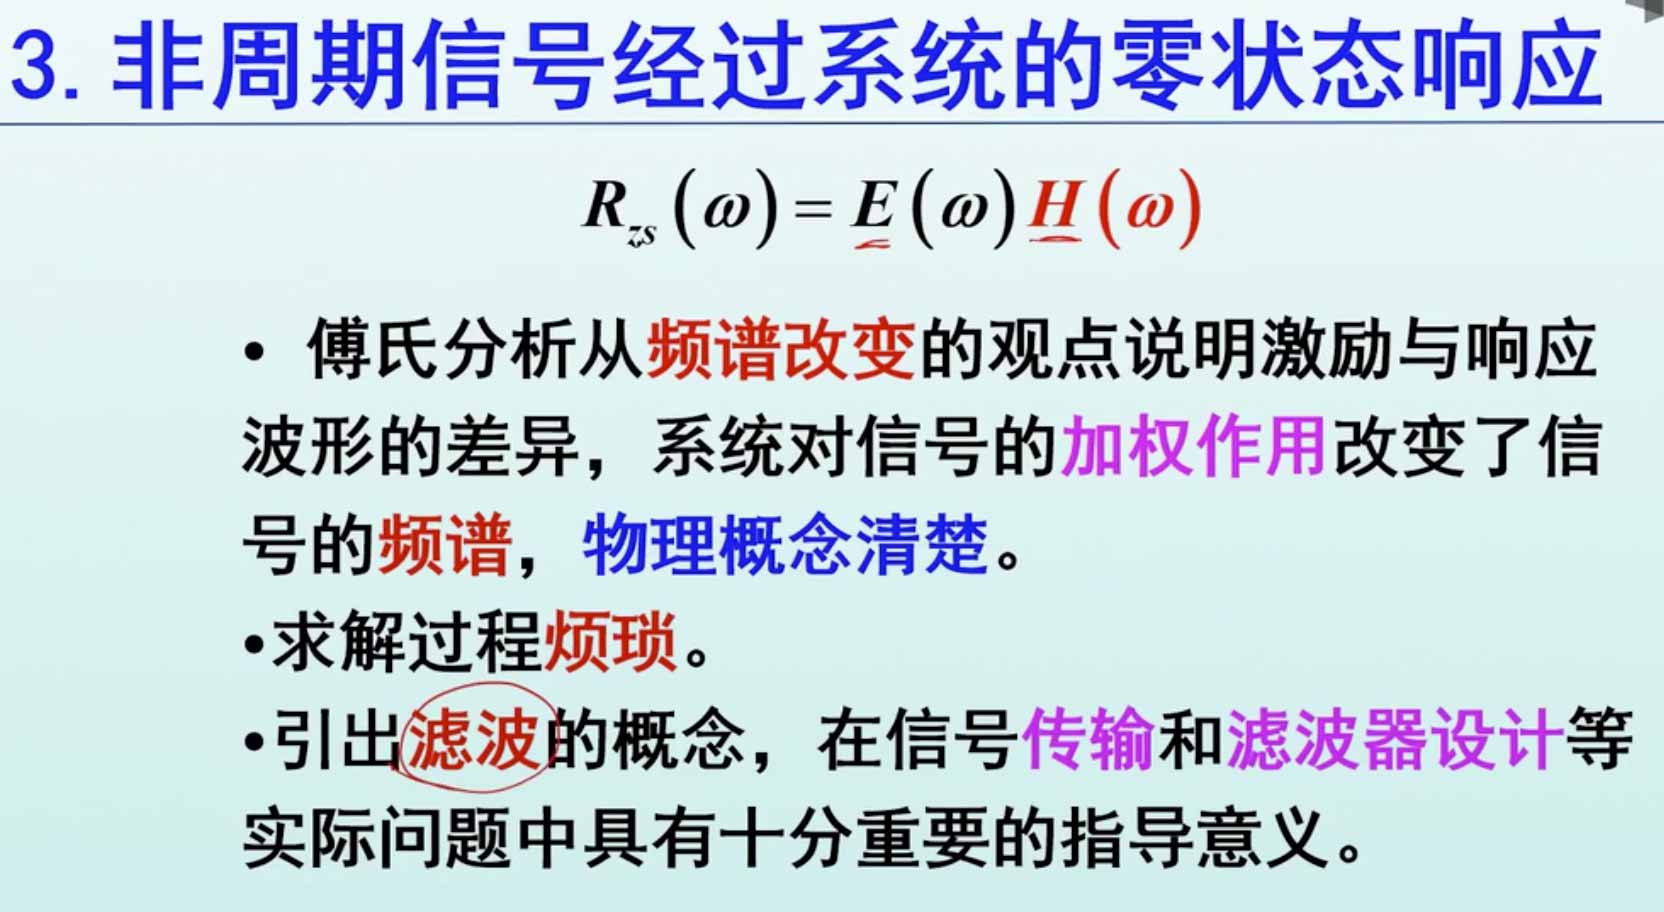 3. 非周期信号经过系统的零状态响应
R_zs(ω)=E(ω)H(ω)
• 傅氏分析从频谱改变的观点说明激励与响应
波形的差异，系统对信号的加权作用改变了信
号的频谱，物理概念清楚。
•求解过程烦琐。
•引出滤波的概念，在信号传输和滤波器设计等
实际问题中具有十分重要的指导意义。